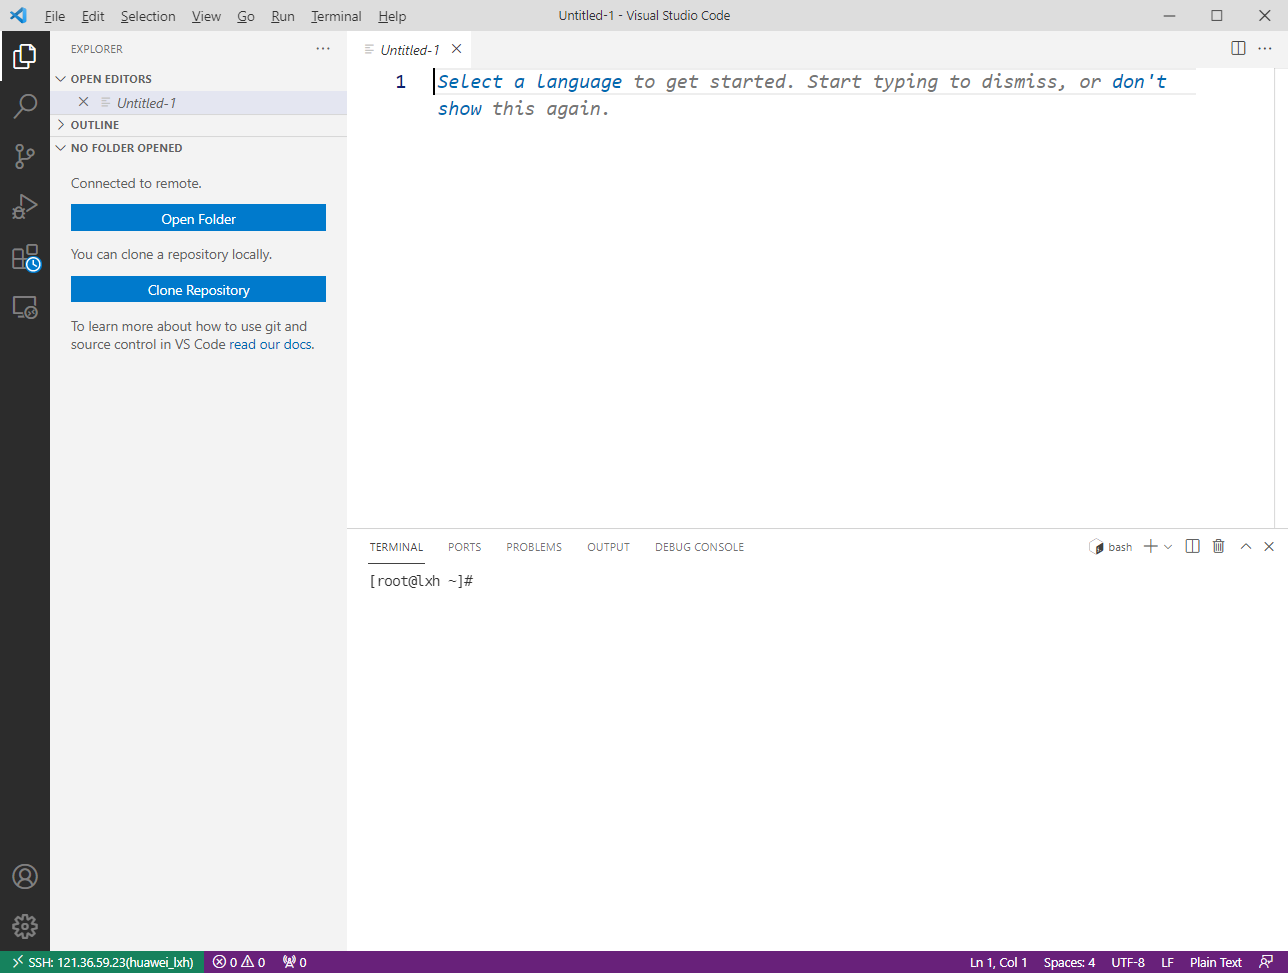 File Edit Selection View Go Run Terminal Help Untitled-1 - Visual Studio Code
EXPLORER
OPEN EDITORS
Untitled-1
OUTLINE
NO FOLDER OPENED
Connected to remote.
Open Folder
You can clone a repository locally.
Clone Repository
To learn more about how to use git and
source control in VS Code read our docs.
Untitled-1
1 Select a language to get started. Start typing to dismiss, or don't
show this again.
TERMINAL PORTS PROBLEMS OUTPUT DEBUG CONSOLE bash
[root@lxh ~]#
SSH: 121.36.59.23(huawei_lxh) 0 0 0 Ln 1, Col 1 Spaces: 4 UTF-8 LF Plain Text